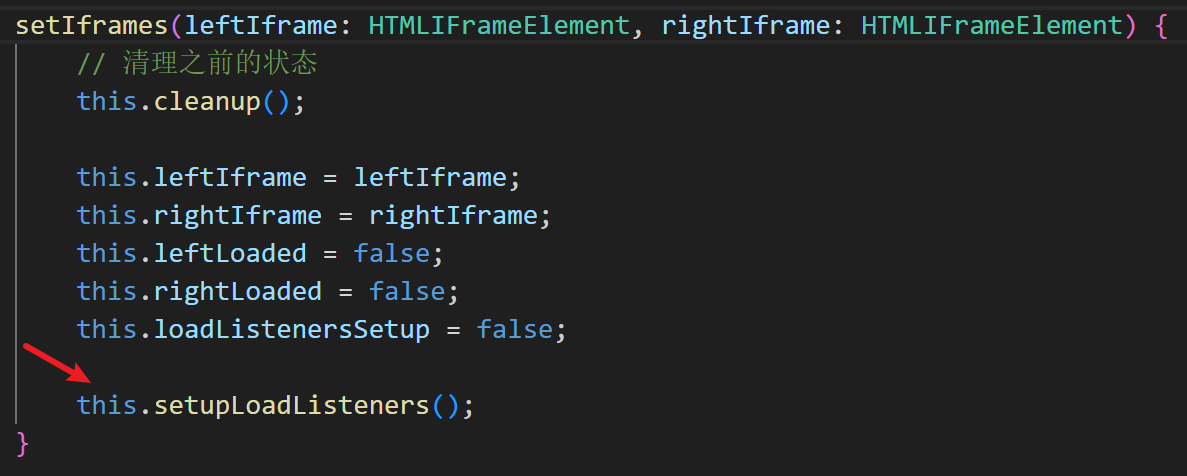 setIframes(leftIframe: HTMLIFrameElement, rightIframe: HTMLIFrameElement) {
// 清理之前的状态
this.cleanup();
this.leftIframe = leftIframe;
this.rightIframe = rightIframe;
this.leftLoaded = false;
this.rightLoaded = false;
this.loadListenersSetup = false;
this.setupLoadListeners();
}